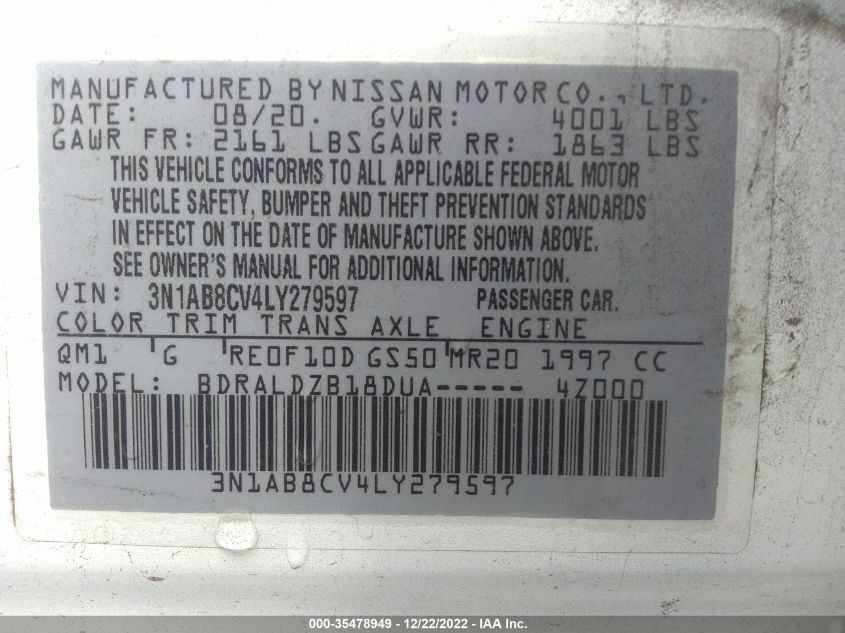 MANUFACTURED BY NISSAN MOTOR CO., LTD.
DATE: 08/20. GVWR: 4001 LBS
GAWR FR: 2161 LBS GAWR RR: 1863 LBS
THIS VEHICLE CONFORMS TO ALL APPLICABLE FEDERAL MOTOR
VEHICLE SAFETY, BUMPER AND THEFT PREVENTION STANDARDS
IN EFFECT ON THE DATE OF MANUFACTURE SHOWN ABOVE.
SEE OWNER'S MANUAL FOR ADDITIONAL INFORMATION.
VIN: 3N1AB8CV4LY279597 PASSENGER CAR.
COLOR TRIM TRANS AXLE ENGINE
QM1 G RE0F10D GS50 MR20 1997 CC
MODEL: BDRALDZB18DUA----- 4Z000
3N1AB8CV4LY279597
000-35478949 - 12/22/2022 - IAA Inc.